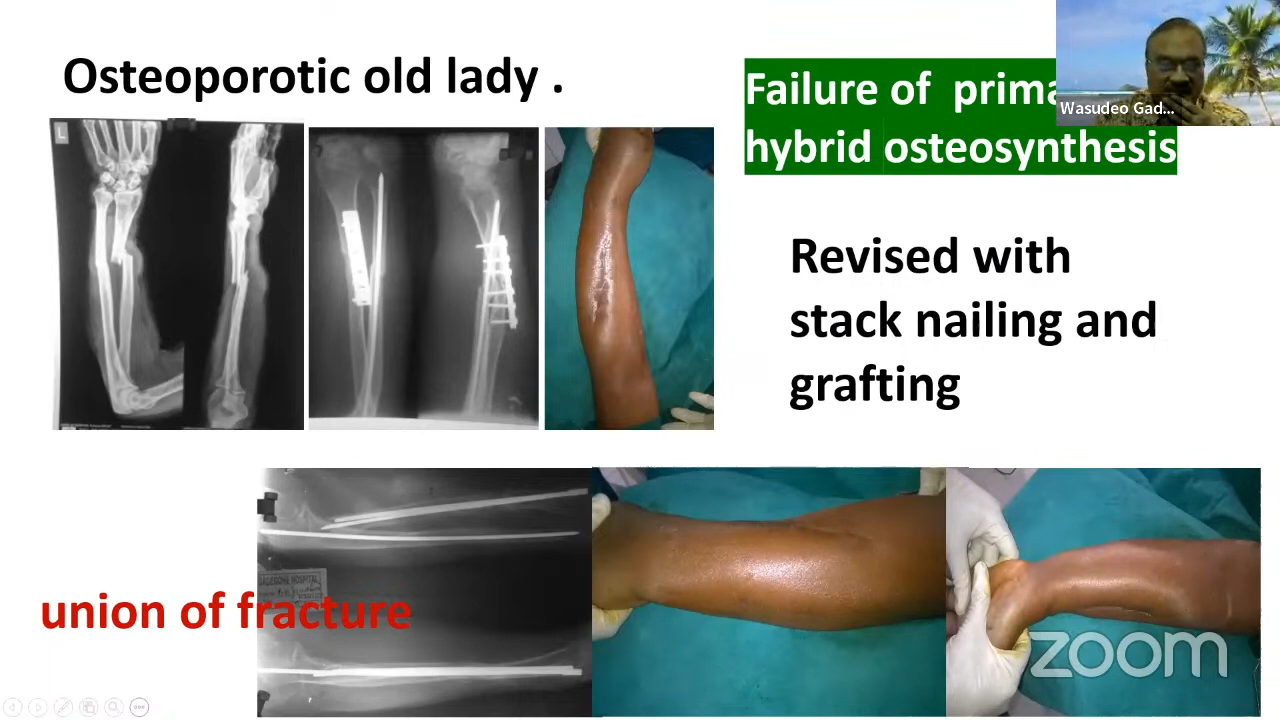 Osteoporotic old lady .
Failure of
hybrid osteosynthesis
Wasudeo Gad...
Revised with
stack nailing and
grafting
L
union of fracture
zoom